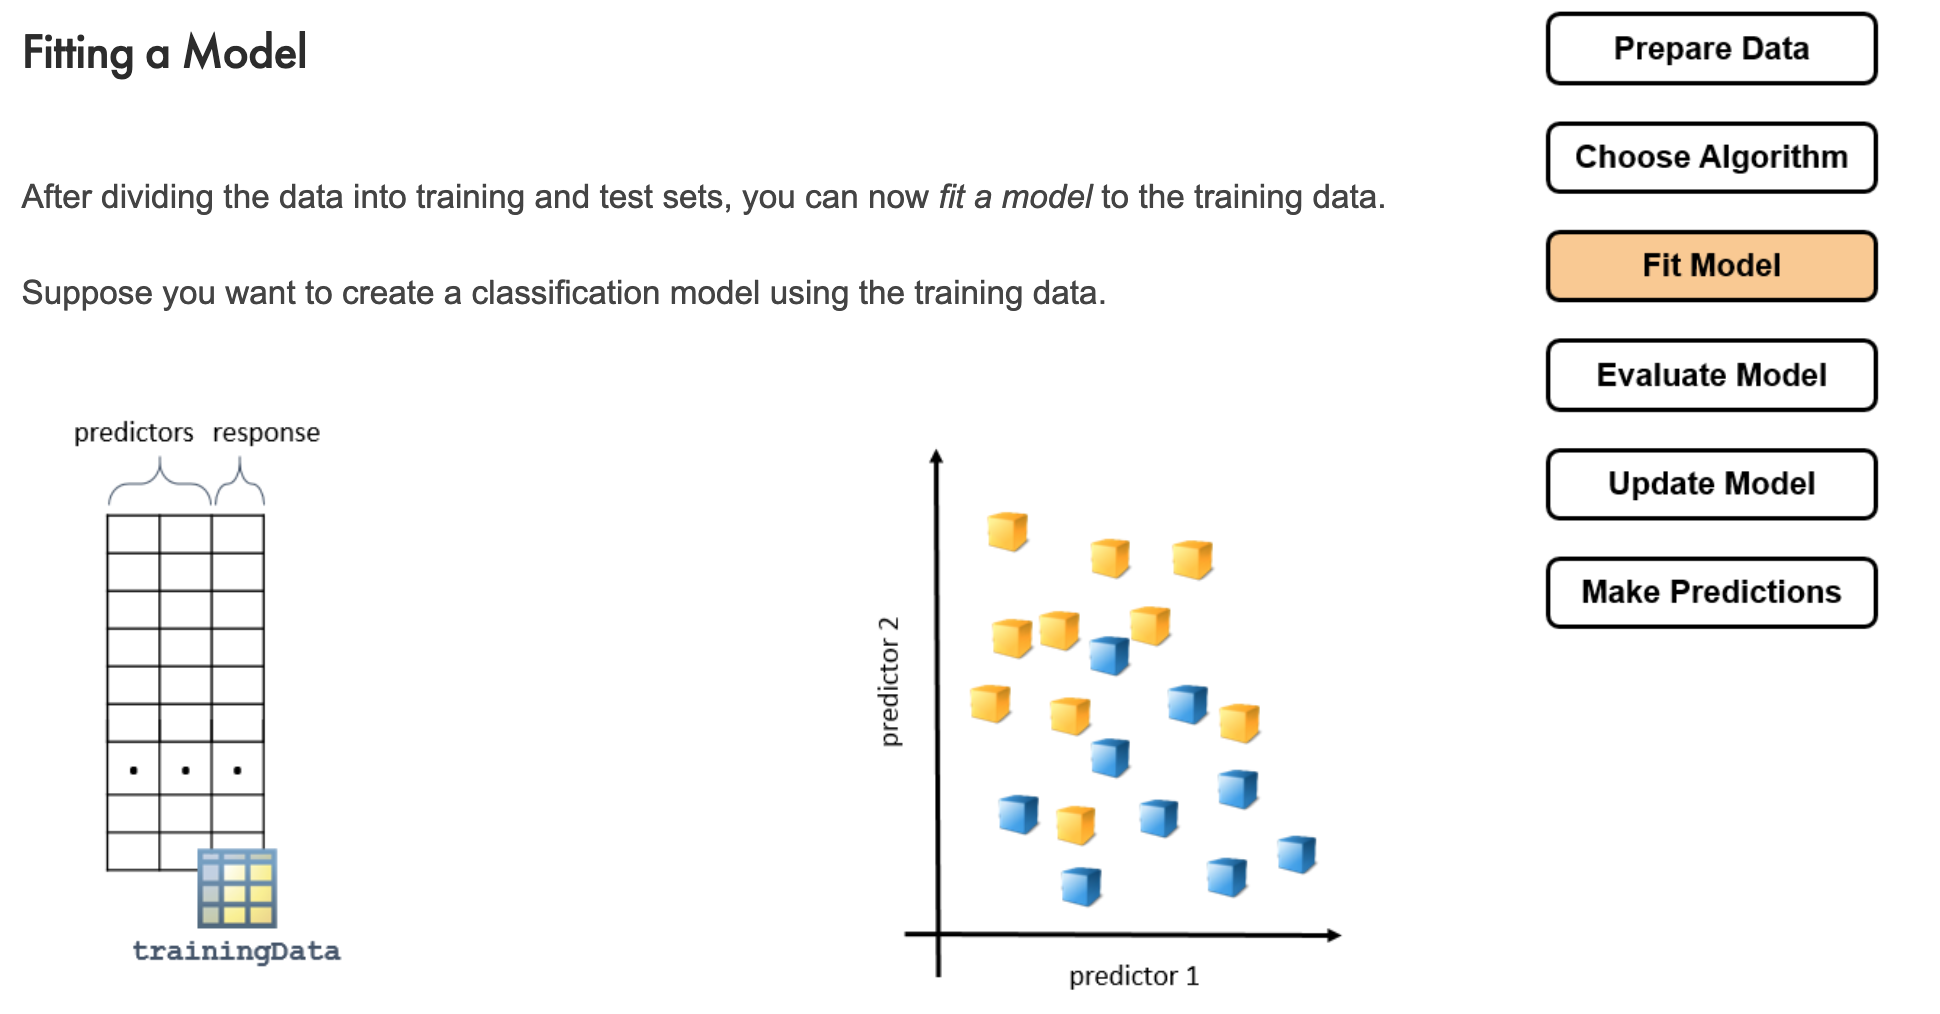 Fitting a Model
After dividing the data into training and test sets, you can now fit a model to the training data.
Suppose you want to create a classification model using the training data.
predictors response
trainingData
predictor 2
predictor 1
Prepare Data
Choose Algorithm
Fit Model
Evaluate Model
Update Model
Make Predictions